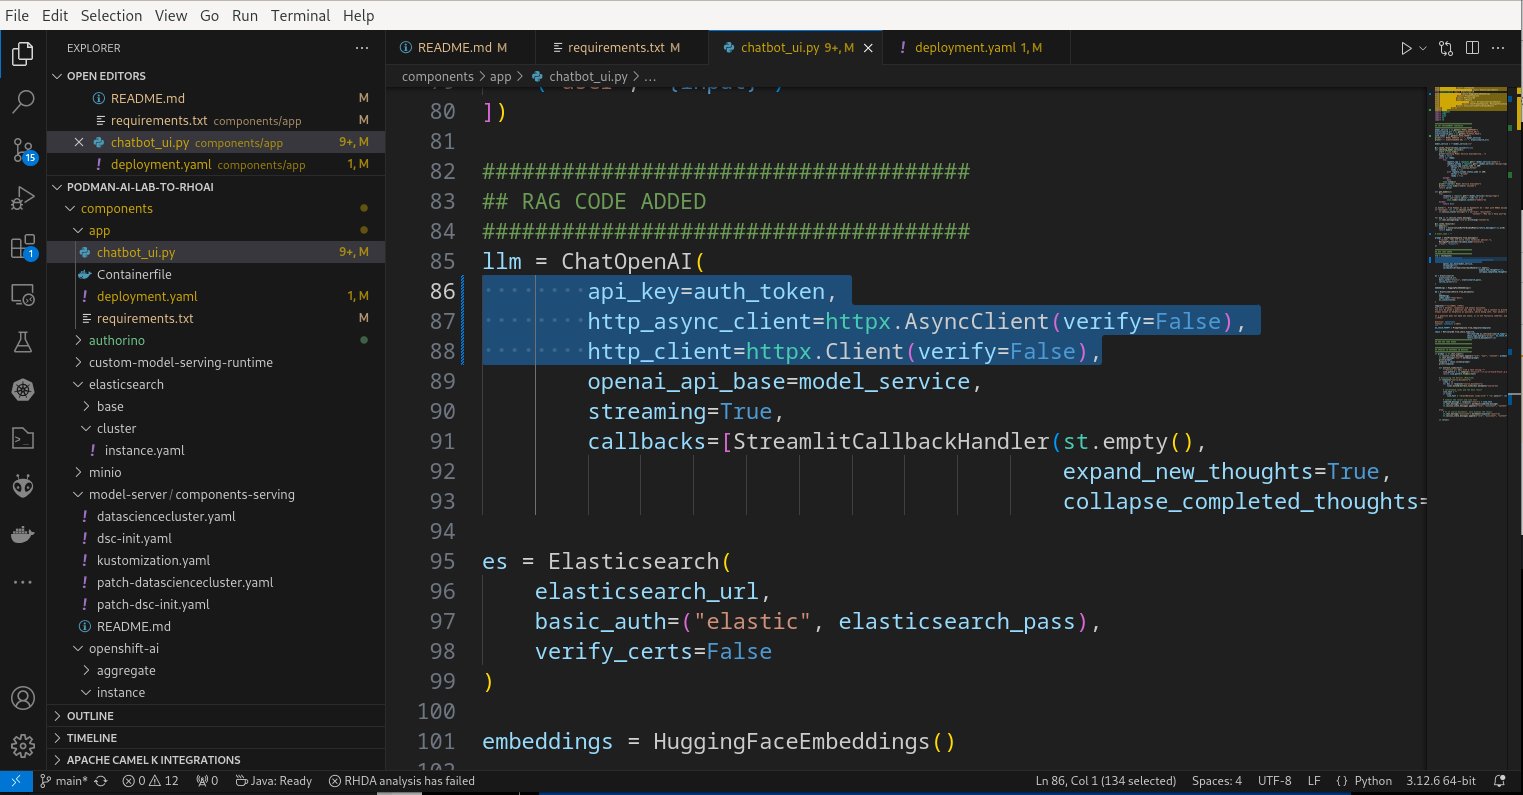 File Edit Selection View Go Run Terminal Help
EXPLORER ...
README.md M
requirements.txt M
chatbot_ui.py 9+, M
! deployment.yaml 1, M
components > app > chatbot_ui.py > ...
OPEN EDITORS
README.md M
requirements.txt components/app M
chatbot_ui.py components/app 9+, M
! deployment.yaml components/app 1, M
PODMAN-AI-LAB-TO-RHOAI
components
app
chatbot_ui.py 9+, M
Containerfile
! deployment.yaml 1, M
requirements.txt M
authorino
custom-model-serving-runtime
elasticsearch
base
cluster
! instance.yaml
minio
model-server / components-serving
! datasciencecluster.yaml
! dsc-init.yaml
! kustomization.yaml
! patch-datasciencecluster.yaml
! patch-dsc-init.yaml
README.md
openshift-ai
aggregate
instance
OUTLINE
TIMELINE
APACHE CAMEL K INTEGRATIONS
15
1
80 ])
81
82 #####################################
83 ## RAG CODE ADDED
84 #####################################
85 llm = ChatOpenAI(
86 api_key=auth_token,
87 http_async_client=httpx.AsyncClient(verify=False),
88 http_client=httpx.Client(verify=False),
89 openai_api_base=model_service,
90 streaming=True,
91 callbacks=[StreamlitCallbackHandler(st.empty(),
92 expand_new_thoughts=True,
93 collapse_completed_thoughts=
94
95 es = Elasticsearch(
96 elasticsearch_url,
97 basic_auth=("elastic", elasticsearch_pass),
98 verify_certs=False
99 )
100
101 embeddings = HuggingFaceEmbeddings()
main* 0 12 0 Java: Ready RHDA analysis has failed Ln 86, Col 1 (134 selected) Spaces: 4 UTF-8 LF { } Python 3.12.6 64-bit